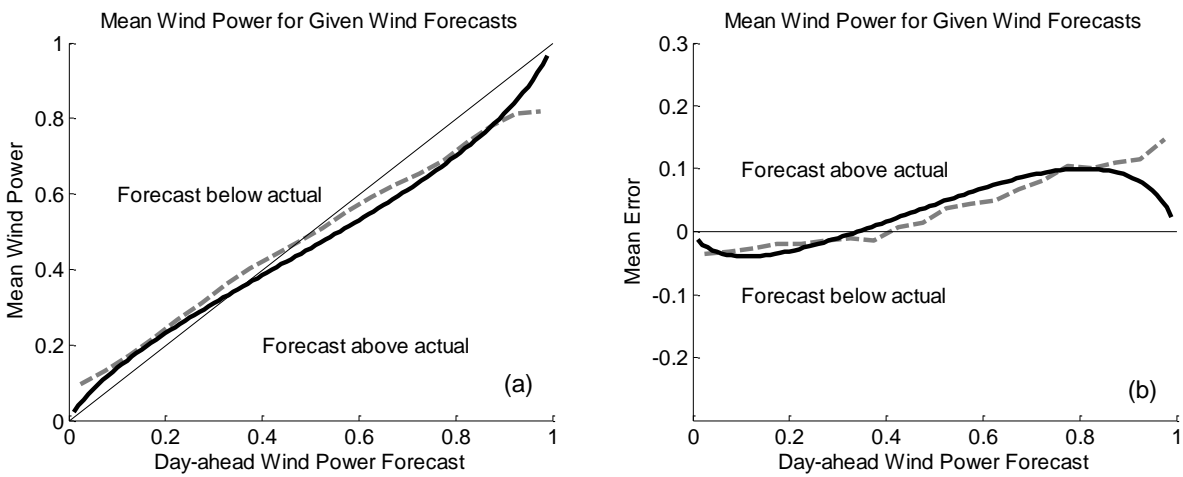 Mean Wind Power for Given Wind Forecasts
1
0.8
0.6
0.4
0.2
0
Mean Wind Power
Forecast below actual
Forecast above actual
(a)
0
0.2
0.4
0.6
0.8
1
Day-ahead Wind Power Forecast
Mean Wind Power for Given Wind Forecasts
0.3
0.2
0.1
0
-0.1
-0.2
Mean Error
Forecast above actual
Forecast below actual
(b)
0
0.2
0.4
0.6
0.8
1
Day-ahead Wind Power Forecast